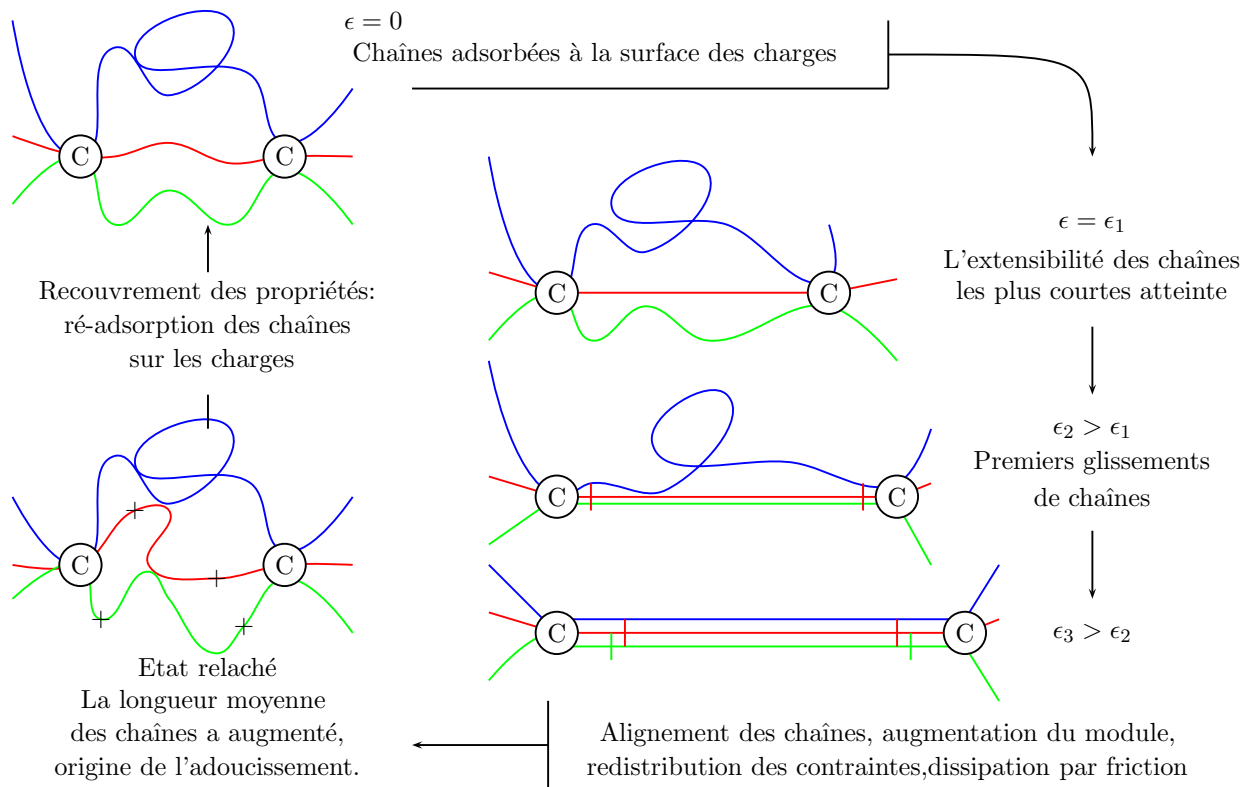 ϵ = 0
Chaînes adsorbées à la surface des charges
C C
C C
ϵ = ϵ₁
L'extensibilité des chaînes
les plus courtes atteinte
Recouvrement des propriétés:
ré-adsorption des chaînes
sur les charges
C C
ϵ₂ > ϵ₁
Premiers glissements
de chaînes
C C
C C
ϵ₃ > ϵ₂
Etat relaché
La longueur moyenne
des chaînes a augmenté,
origine de l'adoucissement.
Alignement des chaînes, augmentation du module,
redistribution des contraintes,dissipation par friction